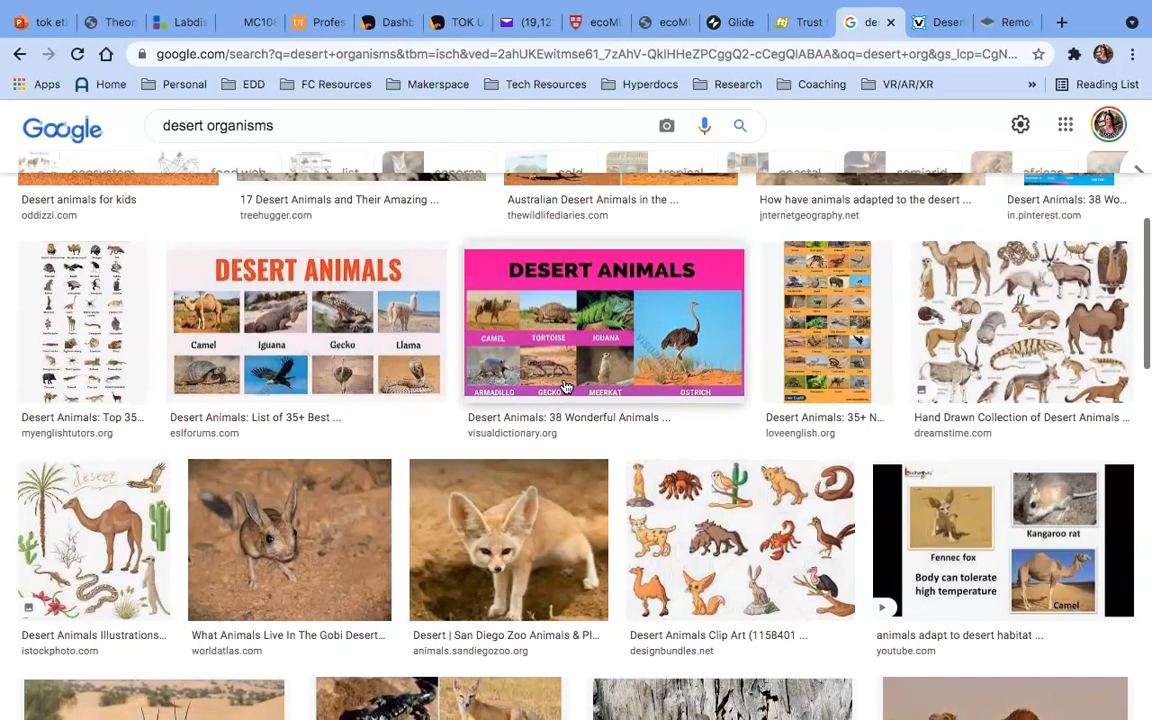 tok et
Theor
Labdis
MC108
Profes
Dashb
TOK U
(19,12
ecoML
ecoML
Glide
Trust
des
Deser
Remo
google.com/search?q=desert+organisms&tbm=isch&ved=2ahUKEwitmse61_7zAhV-QkIHHeZPCggQ2-cCegQIABAA&oq=desert+org&gs_lcp=CgN...
Apps
Home
Personal
EDD
FC Resources
Makerspace
Tech Resources
Hyperdocs
Research
Coaching
VR/AR/XR
»
Reading List
Google
desert organisms
ecosystem
food web
list
sonoran
cold
tropical
coastal
semiarid
african
Desert animals for kids
oddizzi.com
17 Desert Animals and Their Amazing ...
treehugger.com
Australian Desert Animals in the ...
thewildlifediaries.com
How have animals adapted to the desert ...
jnternetgeography.net
Desert Animals: 38 Wo...
in.pinterest.com
DESERT ANIMALS
Camel
Iguana
Gecko
Llama
DESERT ANIMALS
CAMEL
TORTOISE
IGUANA
ARMADILLO
GECKO
MEERKAT
OSTRICH
Desert Animals: Top 35...
myenglishtutors.org
Desert Animals: List of 35+ Best ...
eslforums.com
Desert Animals: 38 Wonderful Animals ...
visualdictionary.org
Desert Animals: 35+ N...
loveenglish.org
Hand Drawn Collection of Desert Animals ...
dreamstime.com
desert
Fennec fox
Kangaroo rat
Body can tolerate
high temperature
Camel
Desert Animals Illustrations...
istockphoto.com
What Animals Live In The Gobi Desert...
worldatlas.com
Desert | San Diego Zoo Animals & Pl...
animals.sandiegozoo.org
Desert Animals Clip Art (1158401 ...
designbundles.net
animals adapt to desert habitat ...
youtube.com